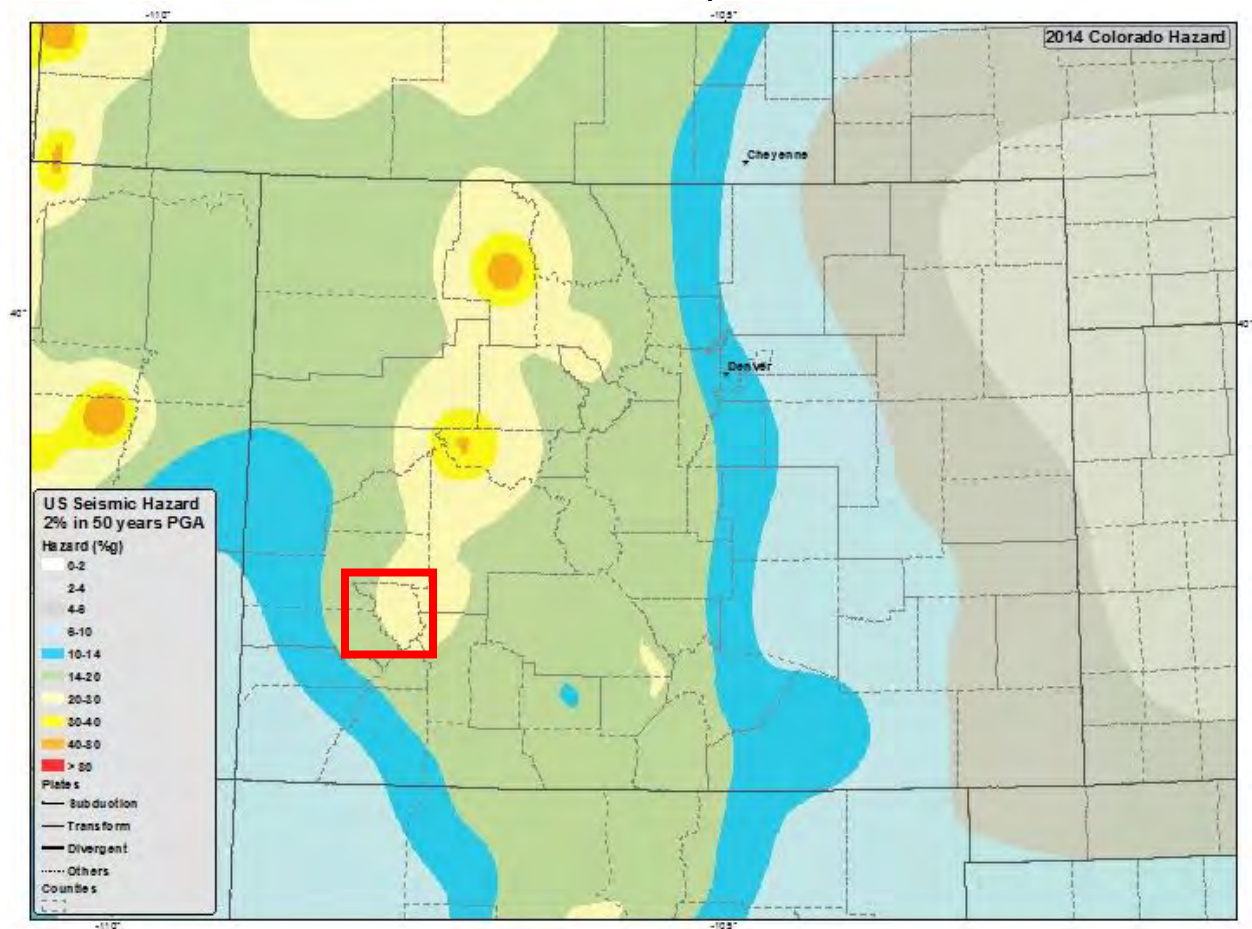 -110°
-105
2014 Colorado Hazard
Cheyenne
40°
40°
Denver
US Seismic Hazard
2% in 50 years PGA
Hazard (%g)
0-2
2-4
4-6
6-10
10-14
14-20
20-30
30-40
40-80
> 80
Plates
Subduction
Transform
Divergent
Others
Counties
-110°
-105°